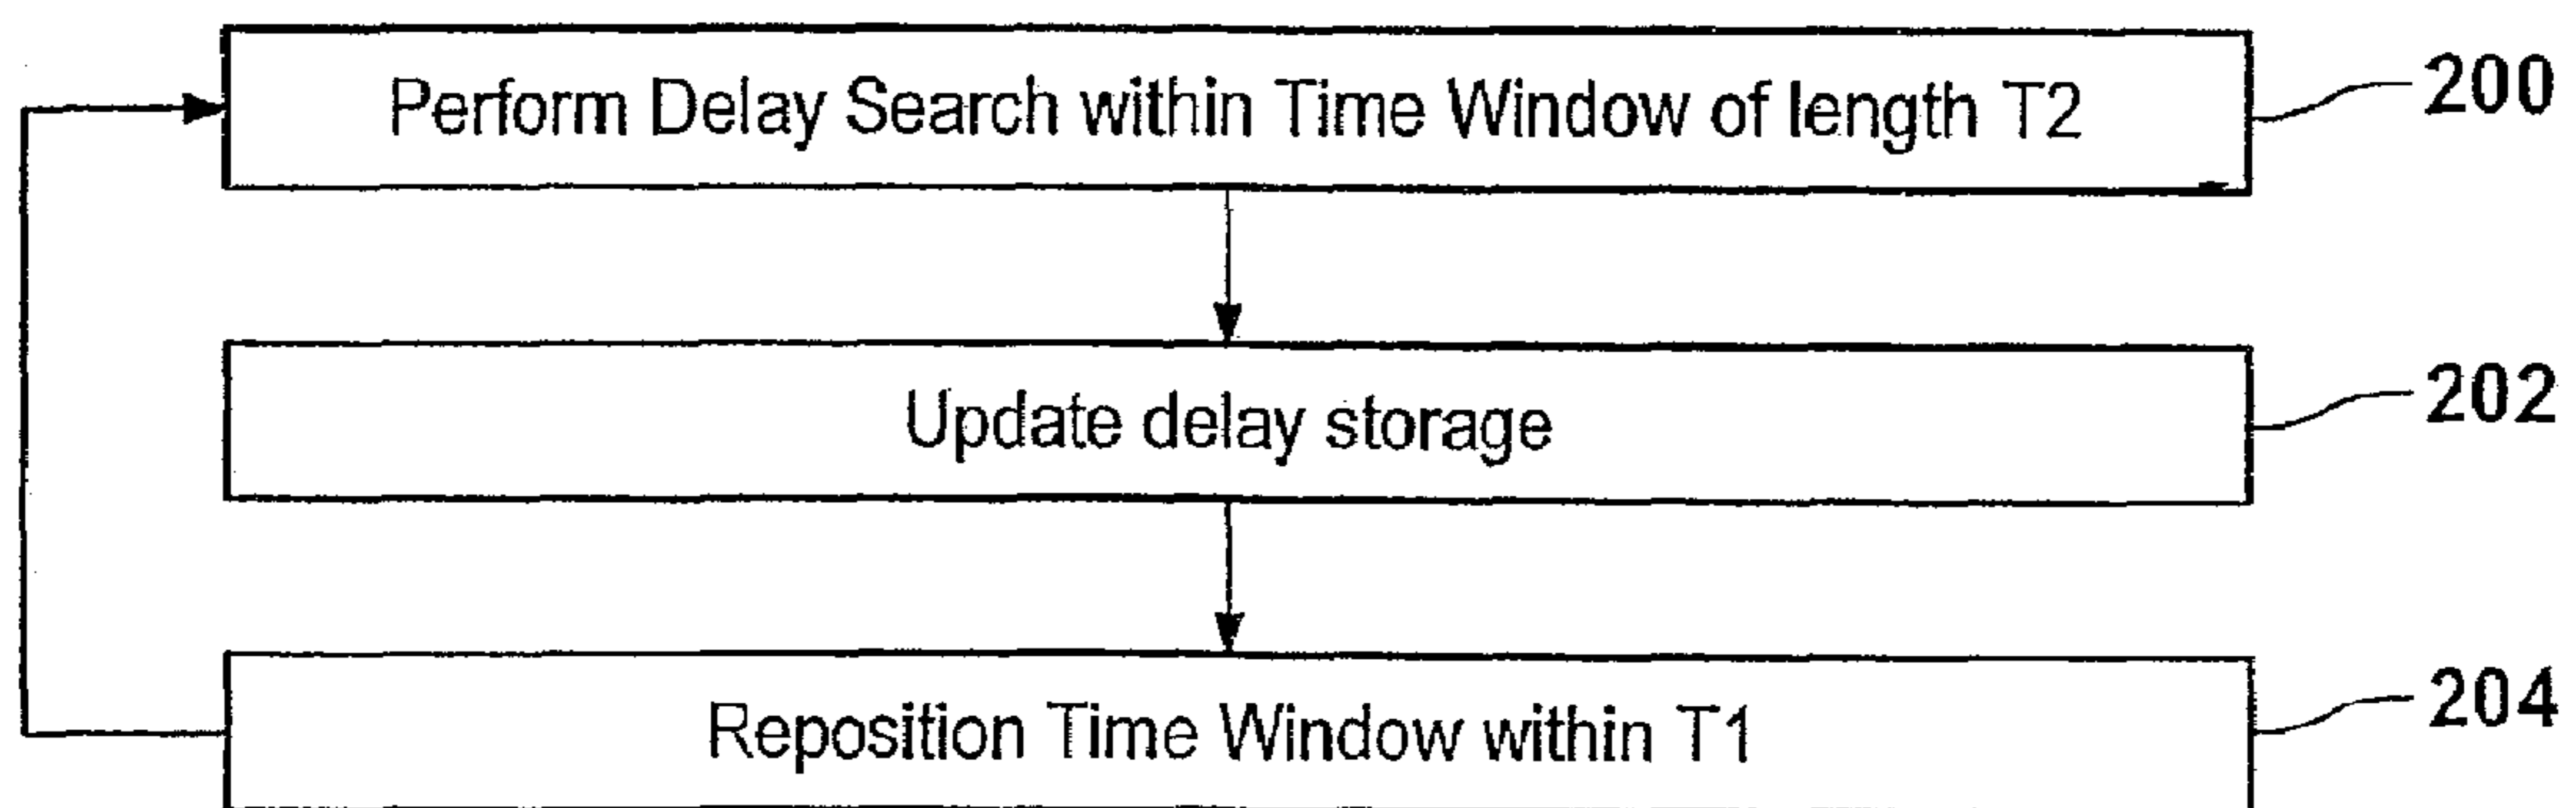 Perform Delay Search within Time Window of length T2
200
Update delay storage
202
Reposition Time Window within T1
204